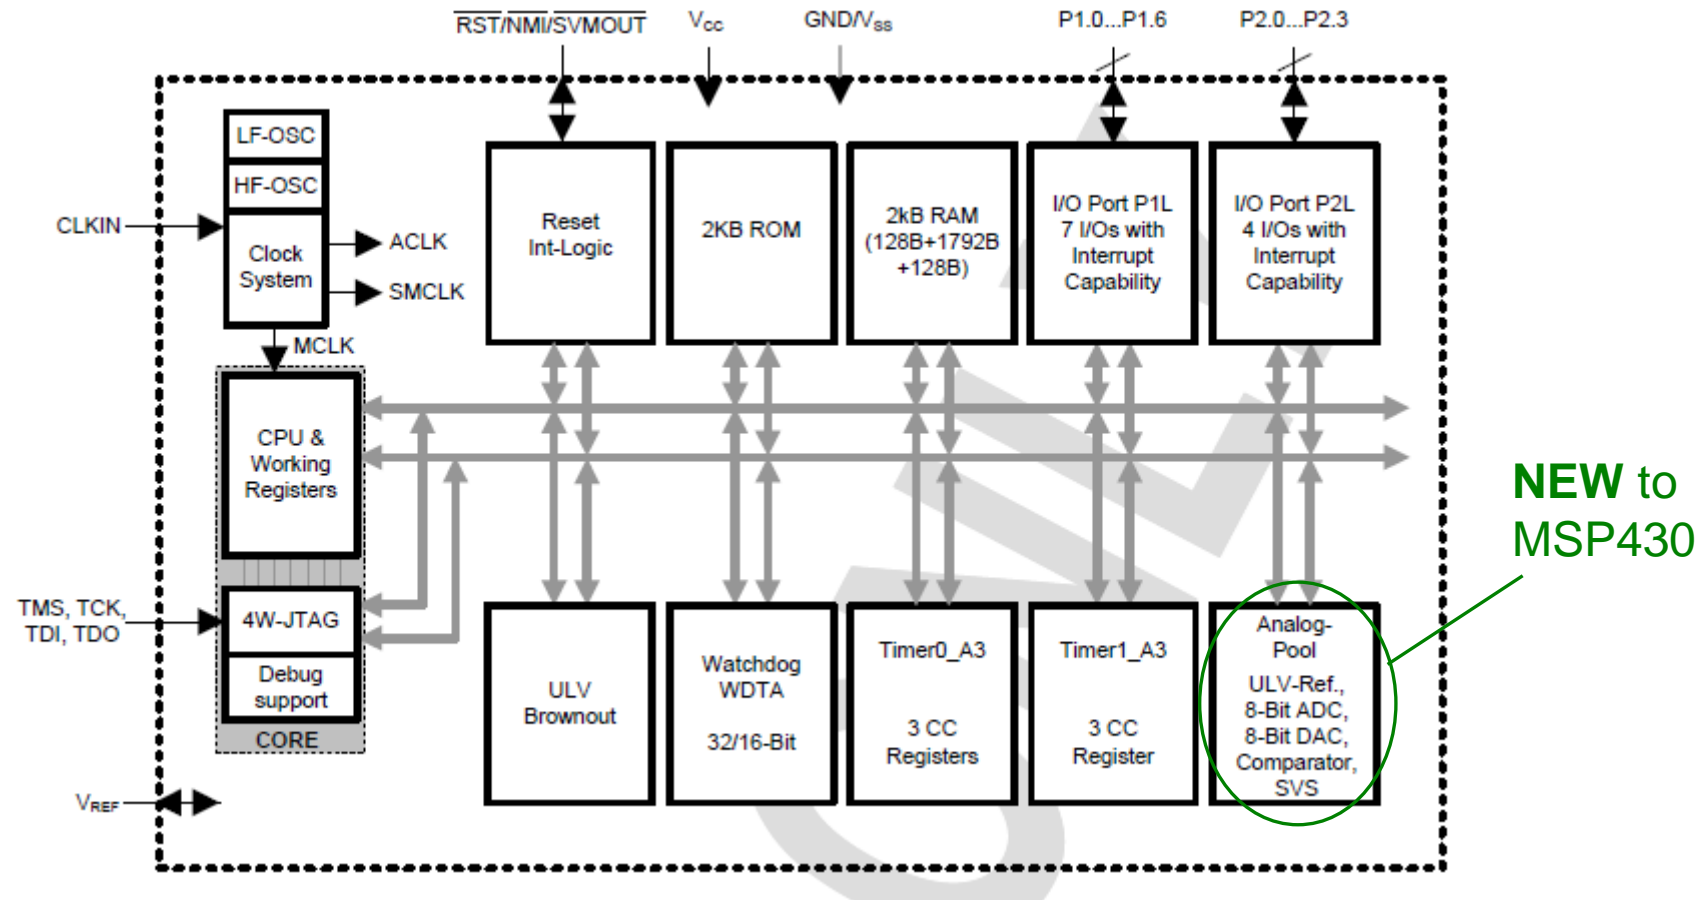 RST/NMI/SVMOUT
VCC
GND/VSS
P1.0...P1.6
P2.0...P2.3
LF-OSC
HF-OSC
CLKIN
Clock
System
ACLK
SMCLK
MCLK
Reset
Int-Logic
2KB ROM
2kB RAM
(128B+1792B
+128B)
I/O Port P1L
7 I/Os with
Interrupt
Capability
I/O Port P2L
4 I/Os with
Interrupt
Capability
CPU &
Working
Registers
TMS, TCK,
TDI, TDO
4W-JTAG
Debug
support
CORE
VREF
ULV
Brownout
Watchdog
WDTA
32/16-Bit
Timer0_A3
3 CC
Registers
Timer1_A3
3 CC
Register
Analog-
Pool
ULV-Ref.,
8-Bit ADC,
8-Bit DAC,
Comparator,
SVS
NEW to
MSP430